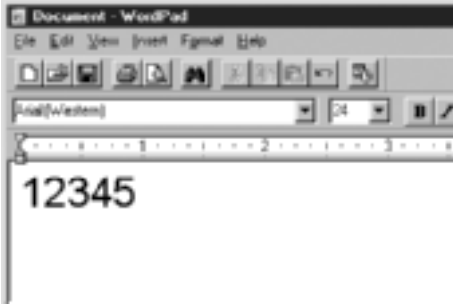 Document - WordPad
File Edit View Insert Format Help
Arial (Western) 24 B I
1 2 3
12345